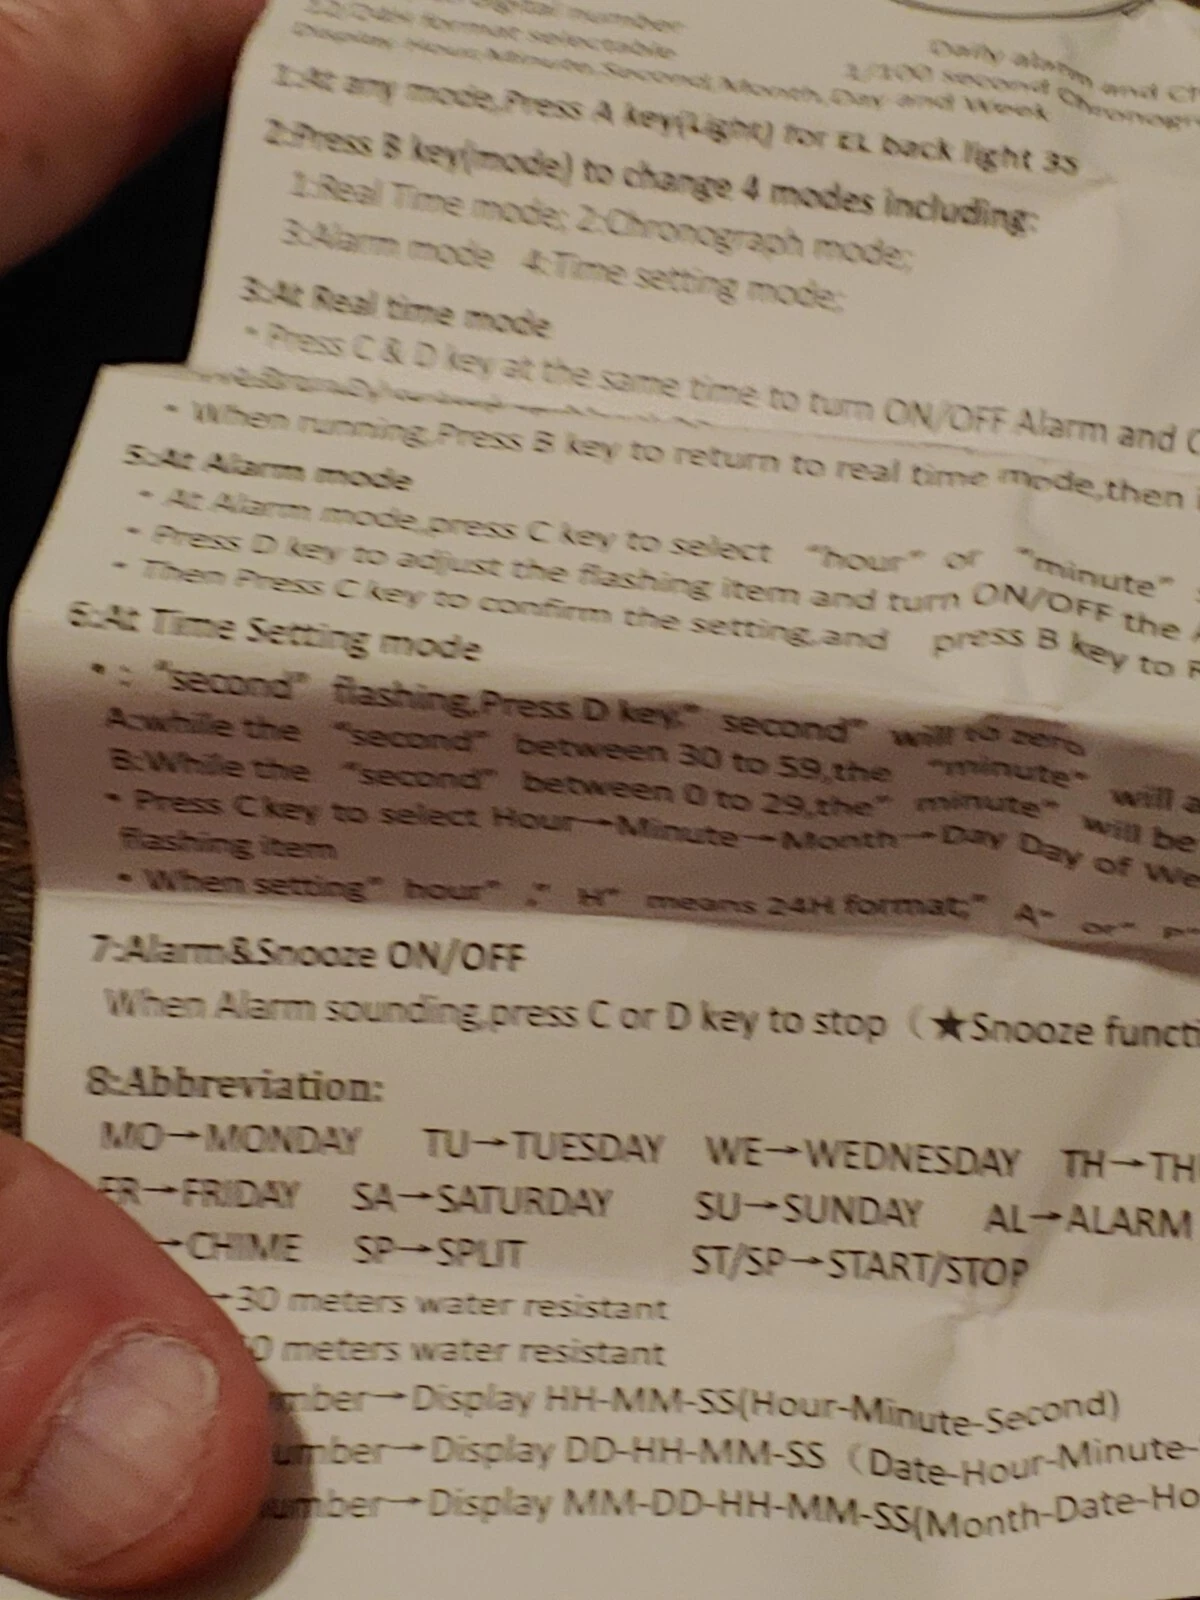 Digital number
12/24H format selectable
Daily alarm and Ch
Display Hour, Minute, Second, Month, Day and Week
1/100 second Chronogr
1:At any mode,Press A key(Light) for EL back light 3S
2:Press B key(mode) to change 4 modes including:
1:Real Time mode; 2:Chronograph mode;
3:Alarm mode 4:Time setting mode;
3:At Real time mode
• Press C & D key at the same time to turn ON/OFF Alarm and C
• When running,Press B key to return to real time mode,then
5:At Alarm mode
• At Alarm mode,press C key to select "hour" or "minute"
• Press D key to adjust the flashing item and turn ON/OFF the
• Then Press C key to confirm the setting,and press B key to R
6:At Time Setting mode
• : "second" flashing,Press D key," second" will to zero
A:while the "second" between 30 to 59,the "minute" will a
B:While the "second" between 0 to 29,the" minute" will be
• Press C key to select Hour→Minute→Month→Day Day of We
flashing item
• When setting" hour" ," H" means 24H format;" A" or" P"
7:Alarm&Snooze ON/OFF
When Alarm sounding,press C or D key to stop（★Snooze functi
8:Abbreviation:
MO→MONDAY TU→TUESDAY WE→WEDNESDAY TH→TH
FR→FRIDAY SA→SATURDAY SU→SUNDAY AL→ALARM
→CHIME SP→SPLIT ST/SP→START/STOP
→30 meters water resistant
0 meters water resistant
mber→Display HH-MM-SS(Hour-Minute-Second)
umber→Display DD-HH-MM-SS（Date-Hour-Minute-
umber→Display MM-DD-HH-MM-SS(Month-Date-Ho